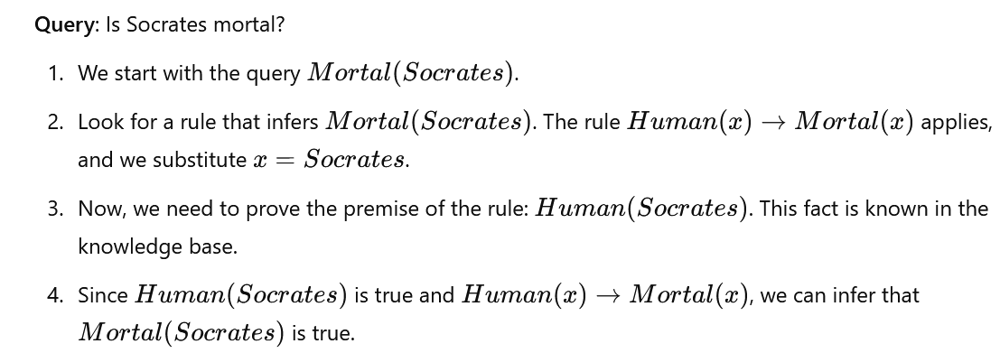 Query: Is Socrates mortal?
1. We start with the query Mortal(Socrates).
2. Look for a rule that infers Mortal(Socrates). The rule Human(x) → Mortal(x) applies,
and we substitute x = Socrates.
3. Now, we need to prove the premise of the rule: Human(Socrates). This fact is known in the
knowledge base.
4. Since Human(Socrates) is true and Human(x) → Mortal(x), we can infer that
Mortal(Socrates) is true.